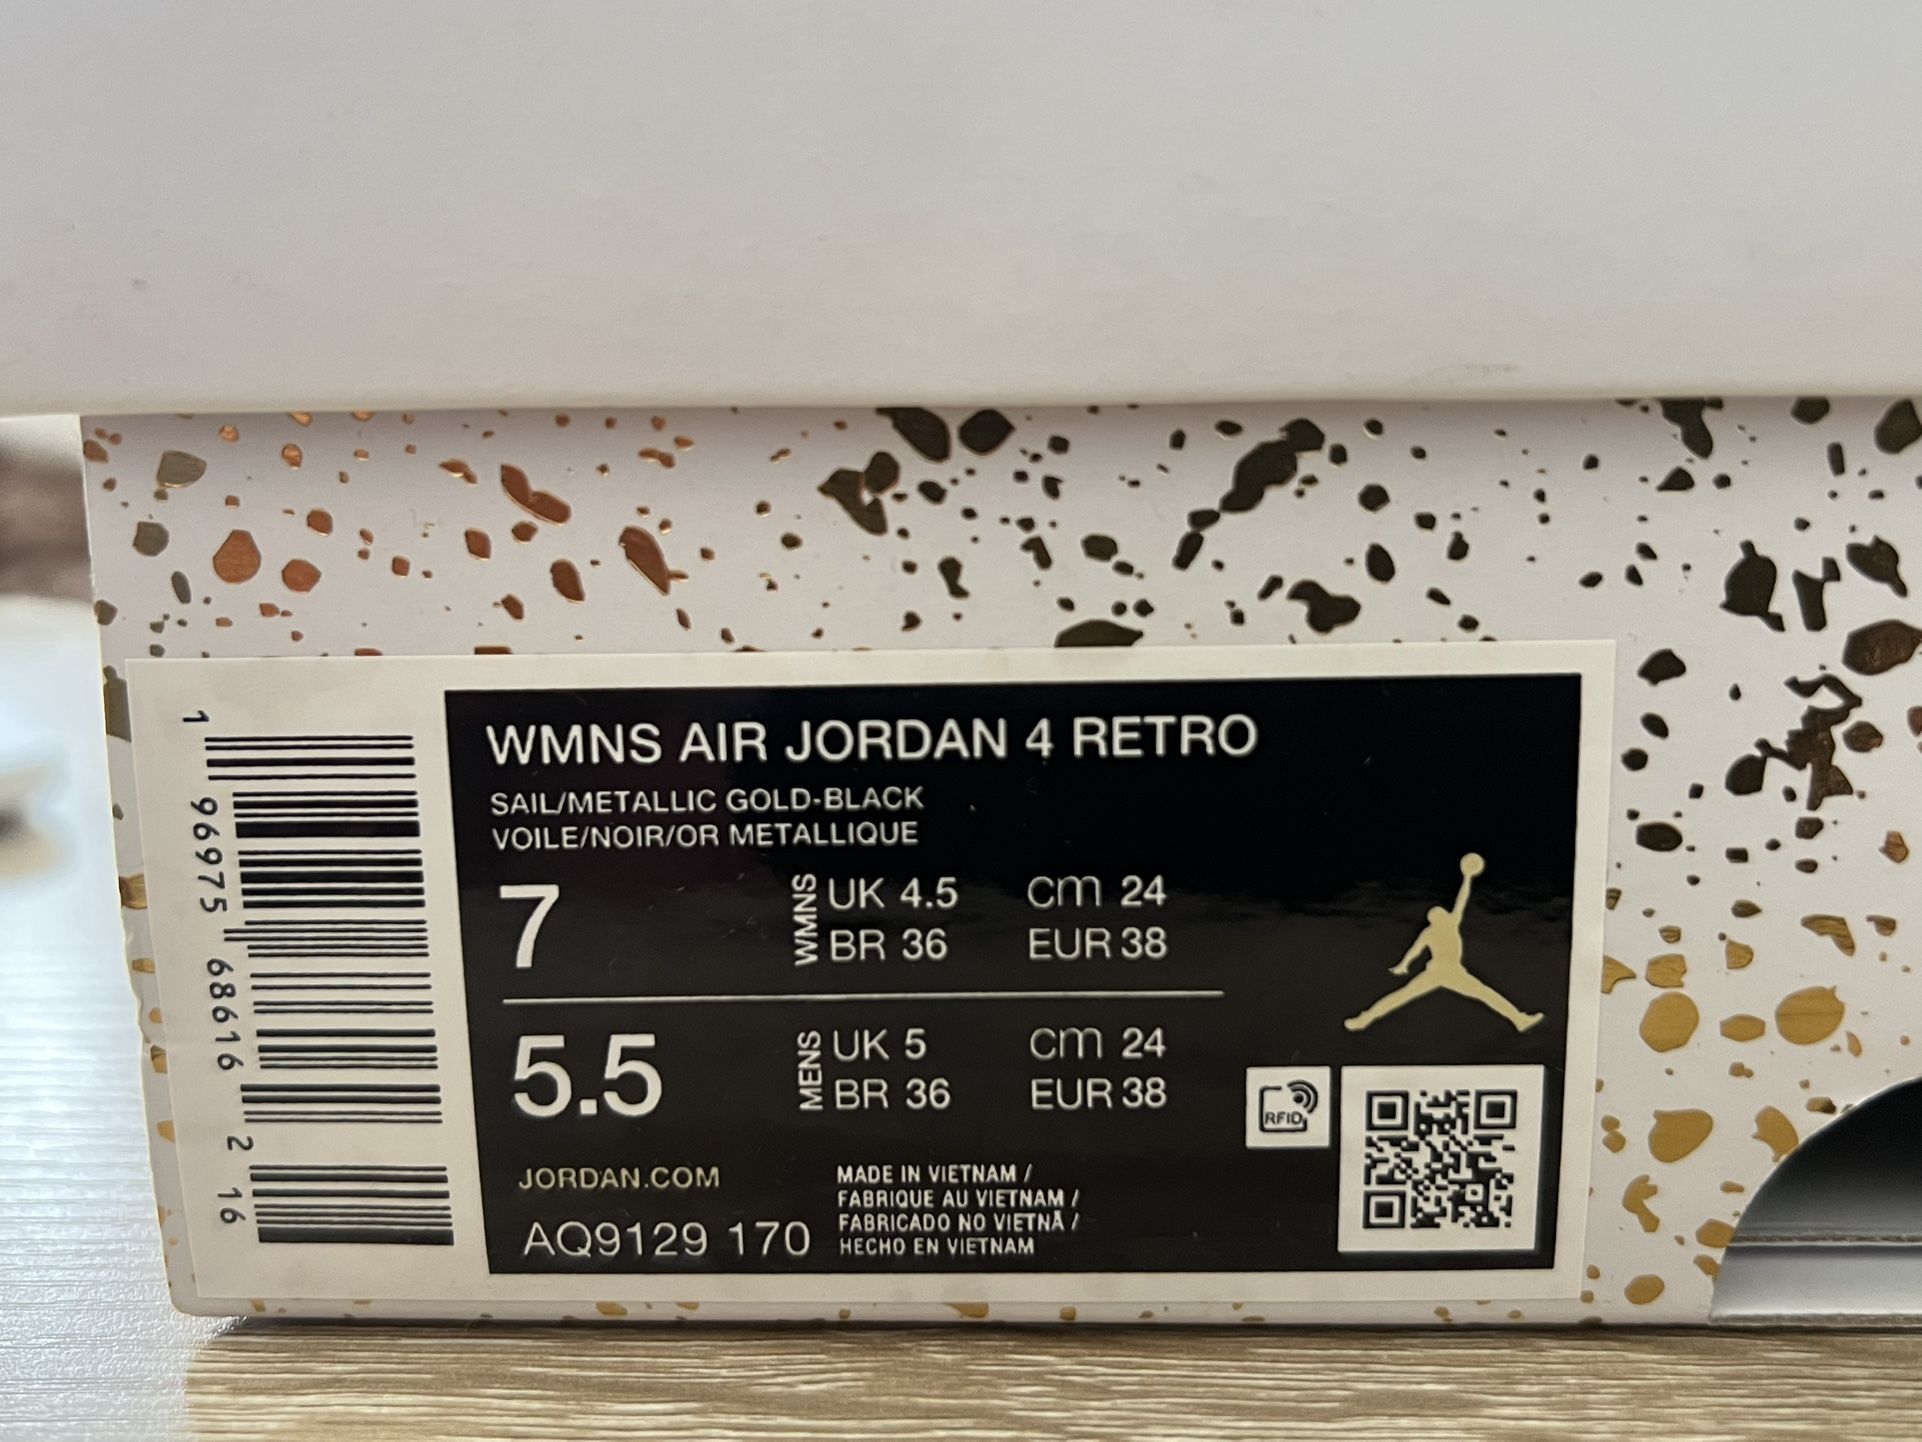 1 96975 68616 2 16
WMNS AIR JORDAN 4 RETRO
SAIL/METALLIC GOLD-BLACK
VOILE/NOIR/OR METALLIQUE
7 WMNS UK 4.5 cm 24
BR 36 EUR 38
5.5 MENS UK 5 cm 24
BR 36 EUR 38
RFID
JORDAN.COM
AQ9129 170
MADE IN VIETNAM /
FABRIQUE AU VIETNAM /
FABRICADO NO VIETNÃ /
HECHO EN VIETNAM